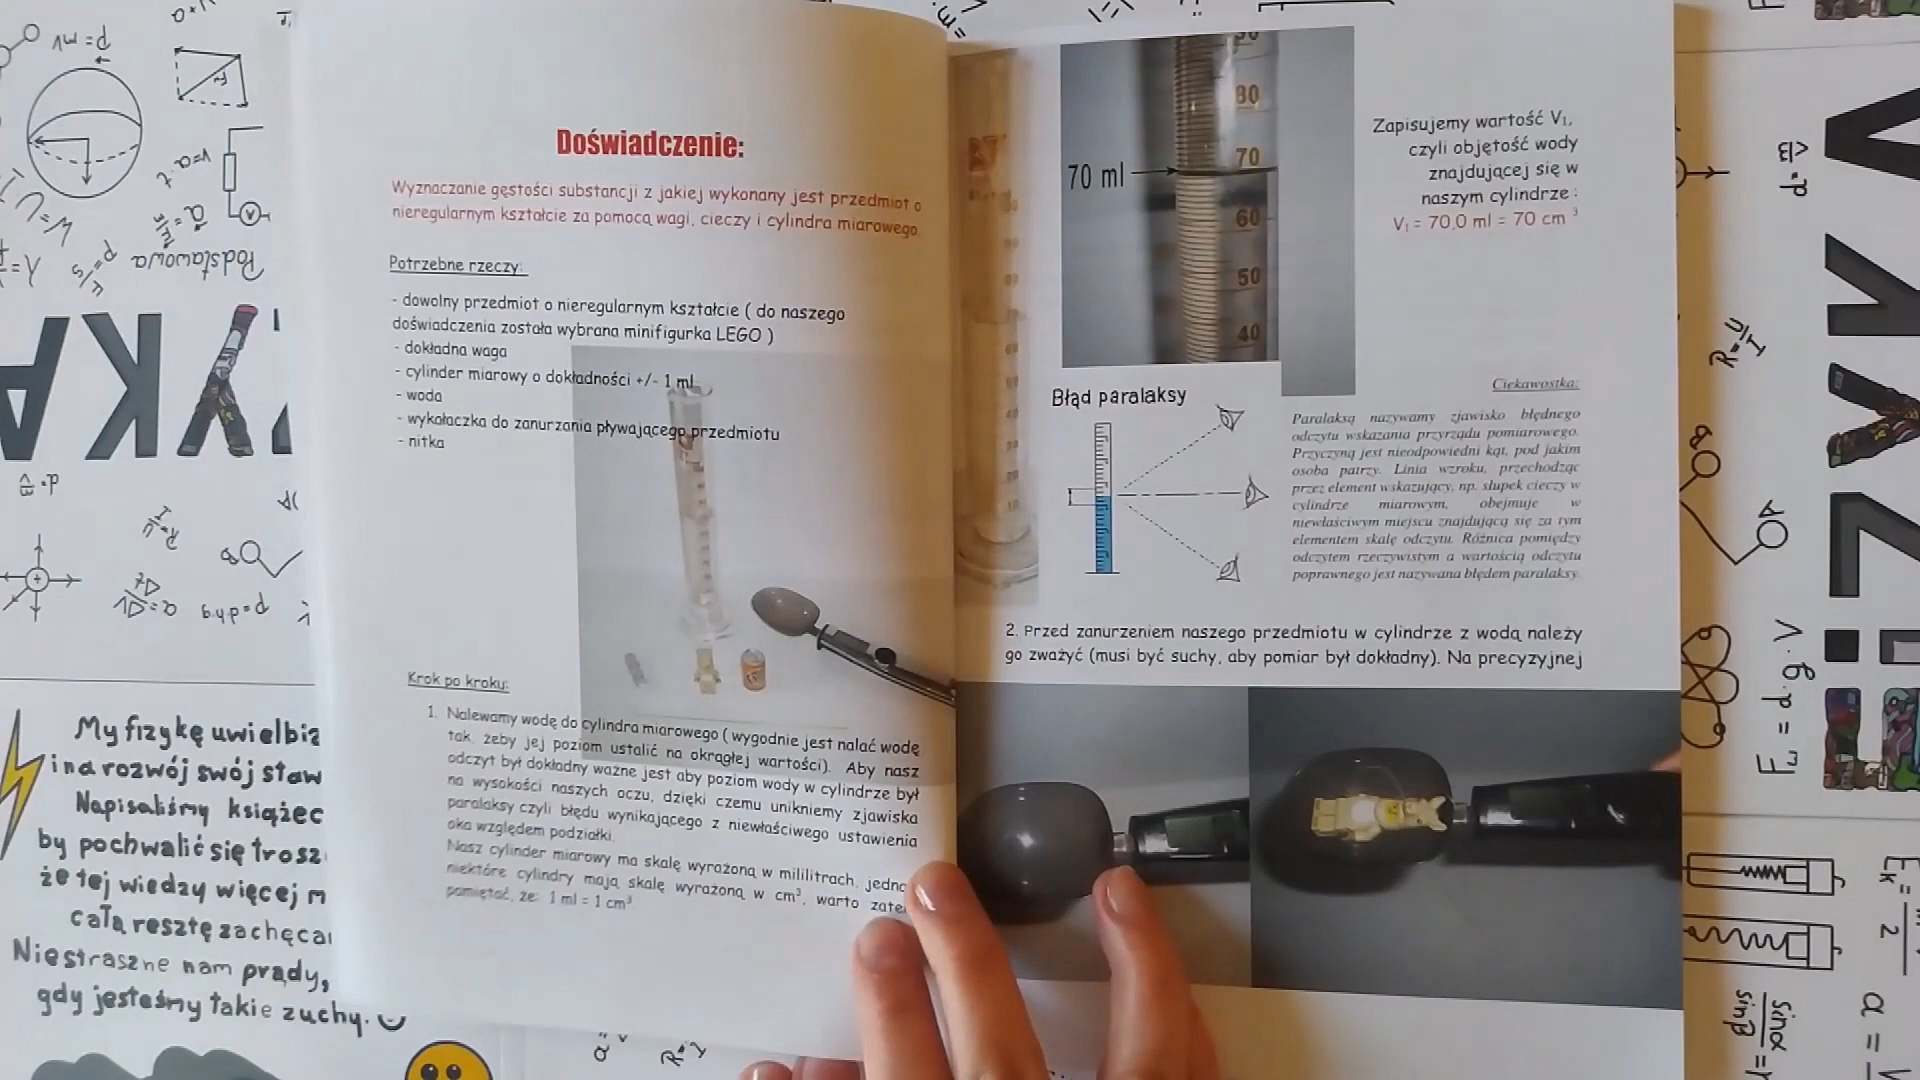 Doświadczenie:
Wyznaczanie gęstości substancji z jakiej wykonany jest przedmiot o
nieregularnym kształcie za pomocą wagi, cieczy i cylindra miarowego.
Potrzebne rzeczy:
- dowolny przedmiot o nieregularnym kształcie ( do naszego
doświadczenia została wybrana minifigurka LEGO )
- dokładna waga
- cylinder miarowy o dokładności +/- 1 ml
- woda
- wykałaczka do zanurzania pływającego przedmiotu
- nitka
Krok po kroku:
1. Nalewamy wodę do cylindra miarowego ( wygodnie jest nalać wodę
tak, żeby jej poziom ustalić na okrągłej wartości). Aby nasz
odczyt był dokładny ważne jest aby poziom wody w cylindrze był
na wysokości naszych oczu, dzięki czemu unikniemy zjawiska
paralaksy czyli błędu wynikającego z niewłaściwego ustawienia
oka względem podziałki.
Nasz cylinder miarowy ma skalę wyrażoną w mililitrach, jedna
niektóre cylindry mają skalę wyrażoną w cm³, warto zate
pamiętać, że: 1 ml = 1 cm³
80
70
60
50
40
70 ml
Zapisujemy wartość V₁,
czyli objętość wody
znajdującej się w
naszym cylindrze :
V₁ = 70,0 ml = 70 cm ³
Błąd paralaksy
Ciekawostka:
Paralaksą nazywamy zjawisko błędnego
odczytu wskazania przyrządu pomiarowego.
Przyczyną jest nieodpowiedni kąt, pod jakim
osoba patrzy. Linia wzroku, przechodząc
przez element wskazujący, np. słupek cieczy w
cylindrze miarowym, obejmuje w
niewłaściwym miejscu znajdującą się za tym
elementem skalę odczytu. Różnica pomiędzy
odczytem rzeczywistym a wartością odczytu
poprawnego jest nazywana błędem paralaksy.
2. Przed zanurzeniem naszego przedmiotu w cylindrze z wodą należy
go zważyć (musi być suchy, aby pomiar był dokładny). Na precyzyjnej
My fizykę uwielbia
i na rozwój swój staw
Napisaliśmy książec
by pochwalić się trosz
że tej wiedzy więcej m
całą resztę zachęca
Niestraszne nam prądy,
gdy jesteśmy takie zuchy.
p = mv
Podstawowa
W = U·I
R = U/I
p = d·h·g
a = Δv/Δt
F_w = d·g·V
sinα
sinβ